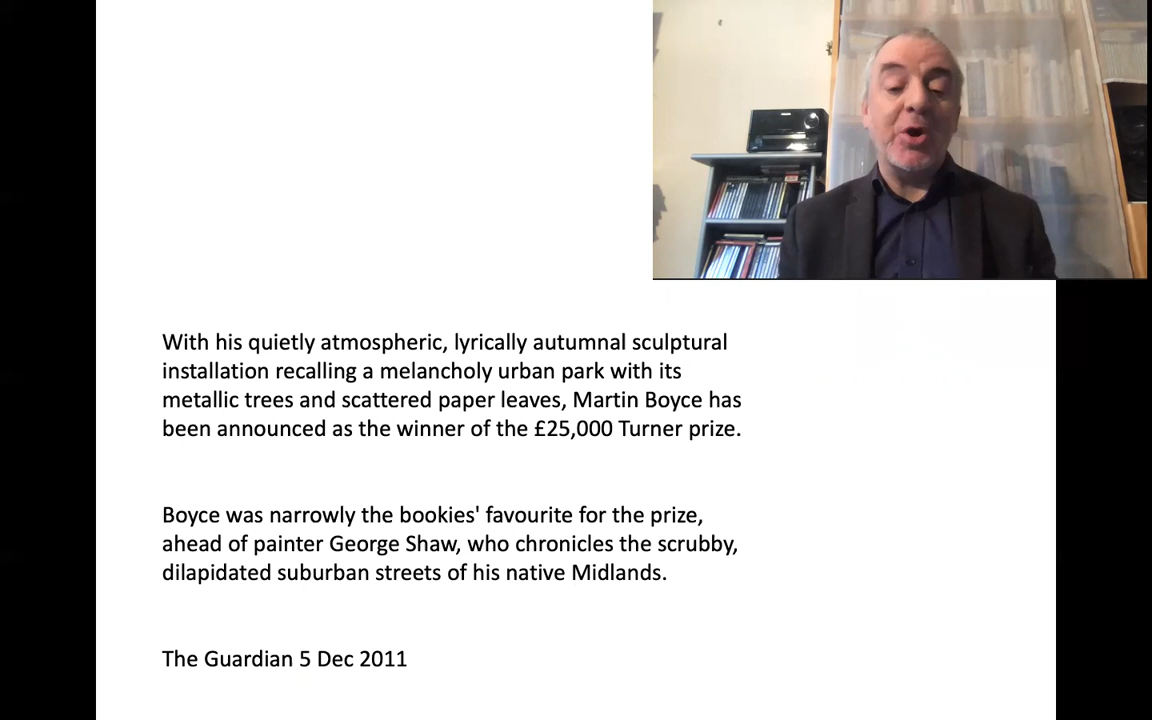 With his quietly atmospheric, lyrically autumnal sculptural
installation recalling a melancholy urban park with its
metallic trees and scattered paper leaves, Martin Boyce has
been announced as the winner of the £25,000 Turner prize.
Boyce was narrowly the bookies' favourite for the prize,
ahead of painter George Shaw, who chronicles the scrubby,
dilapidated suburban streets of his native Midlands.
The Guardian 5 Dec 2011